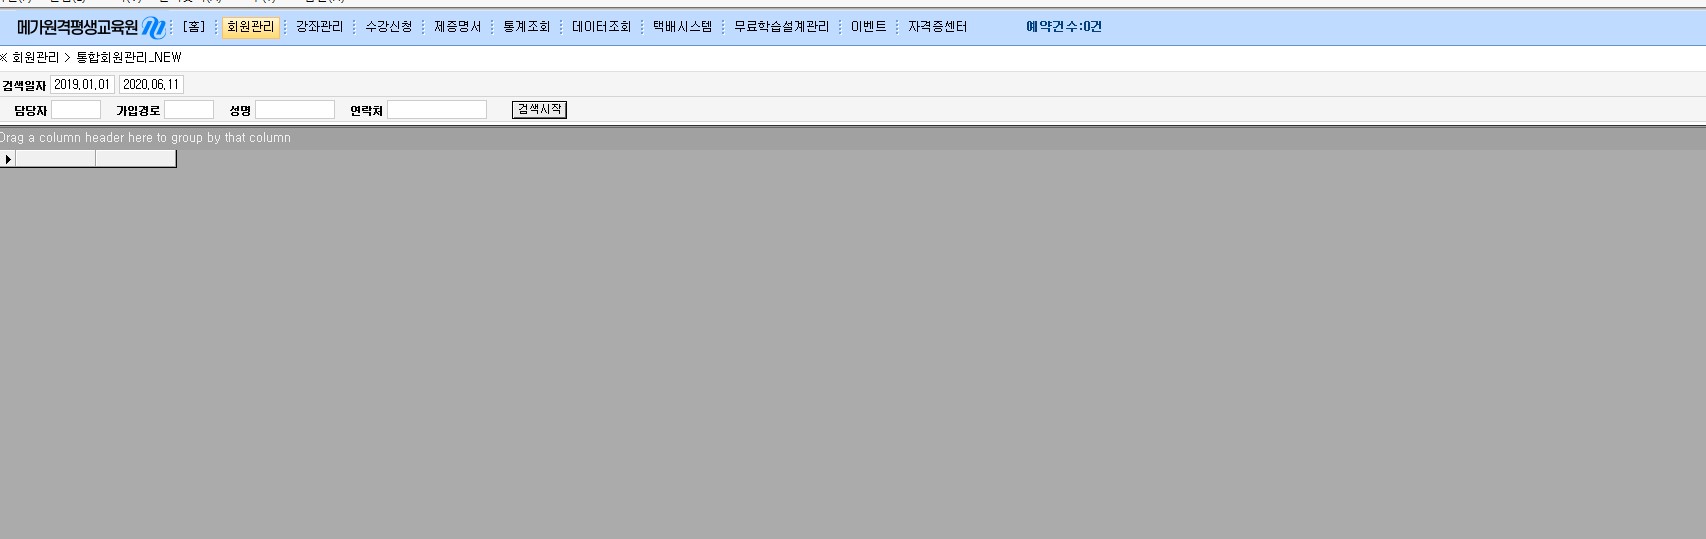 메가원격평생교육원 [홈] 회원관리 강좌관리 수강신청 제증명서 통계조회 데이터조회 택배시스템 무료학습설계관리 이벤트 자격증센터 예약건수:0건
※ 회원관리 > 통합회원관리_NEW
검색일자 2019.01.01 2020.06.11
담당자 가입경로 성명 연락처 검색시작
Drag a column header here to group by that column